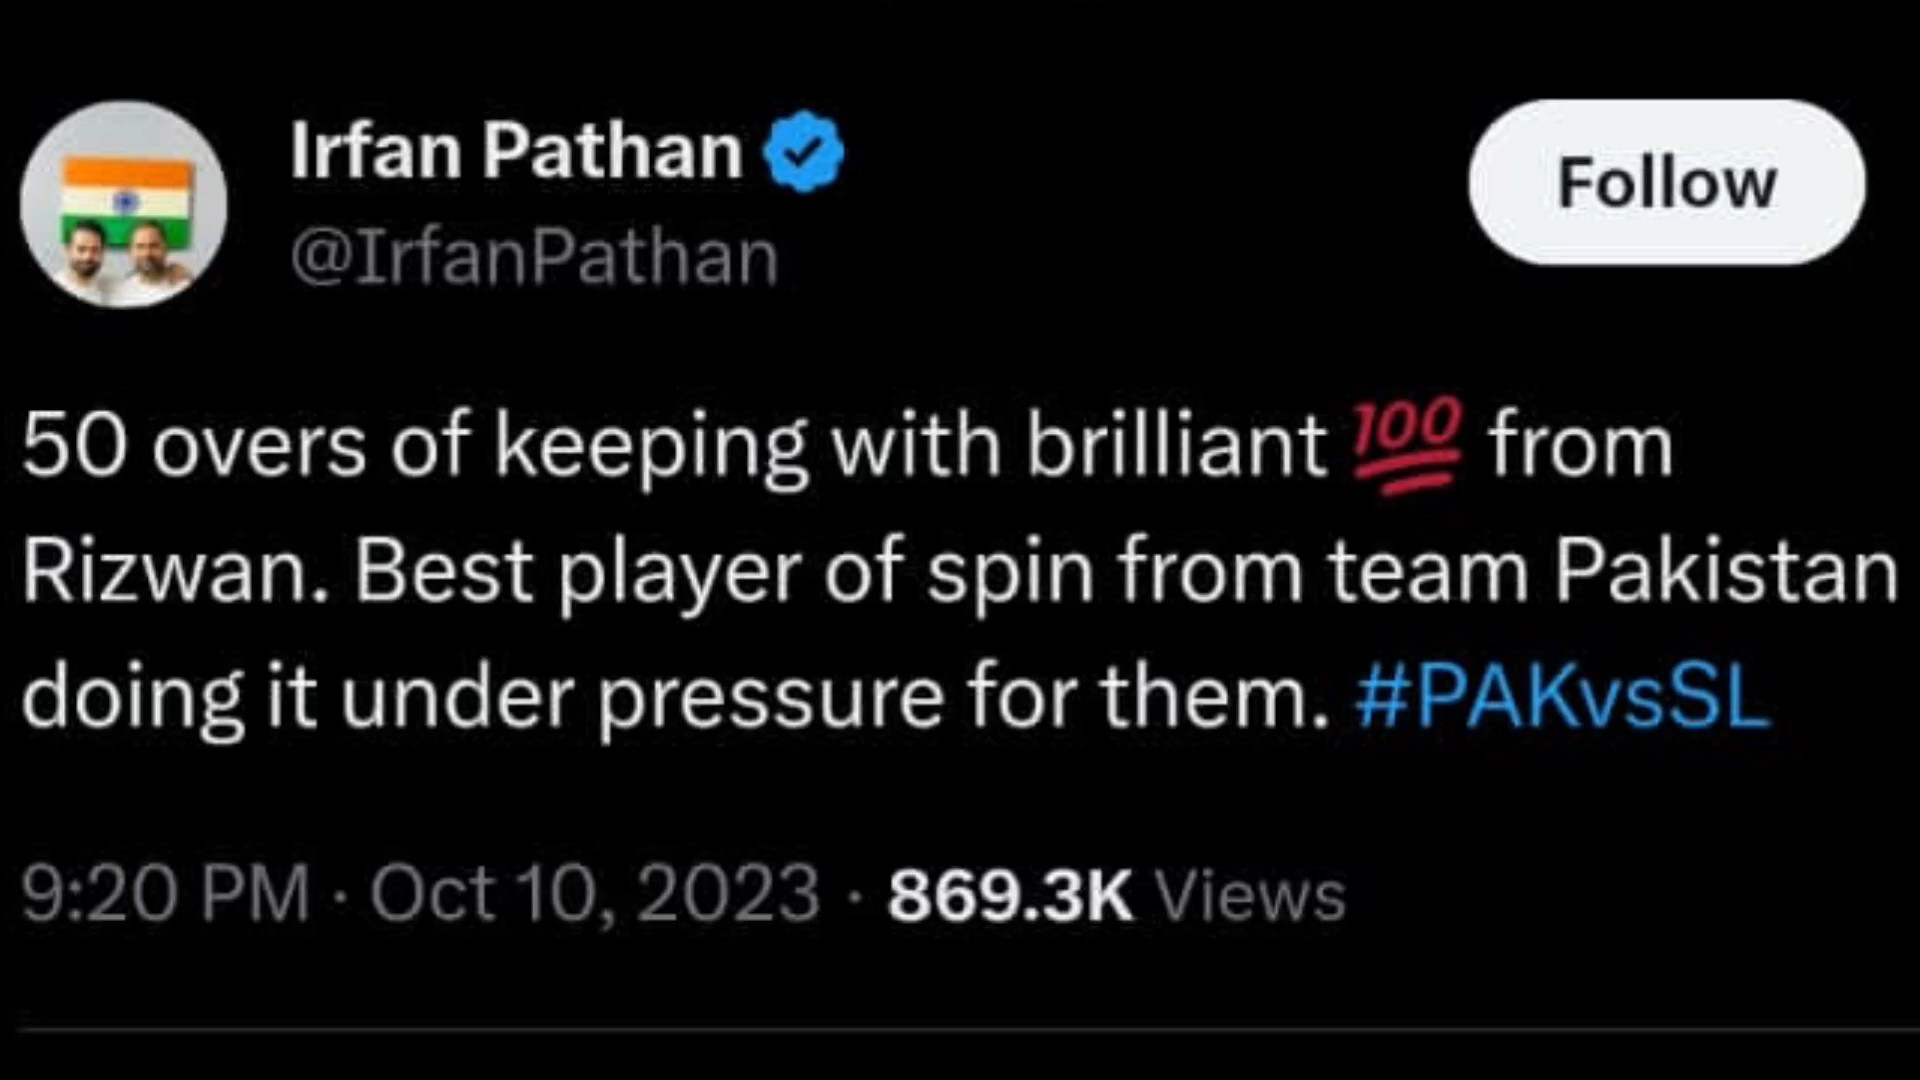 Irfan Pathan
Follow
@IrfanPathan
50 overs of keeping with brilliant 💯 from
Rizwan. Best player of spin from team Pakistan
doing it under pressure for them. #PAKvsSL
9:20 PM · Oct 10, 2023 · 869.3K Views